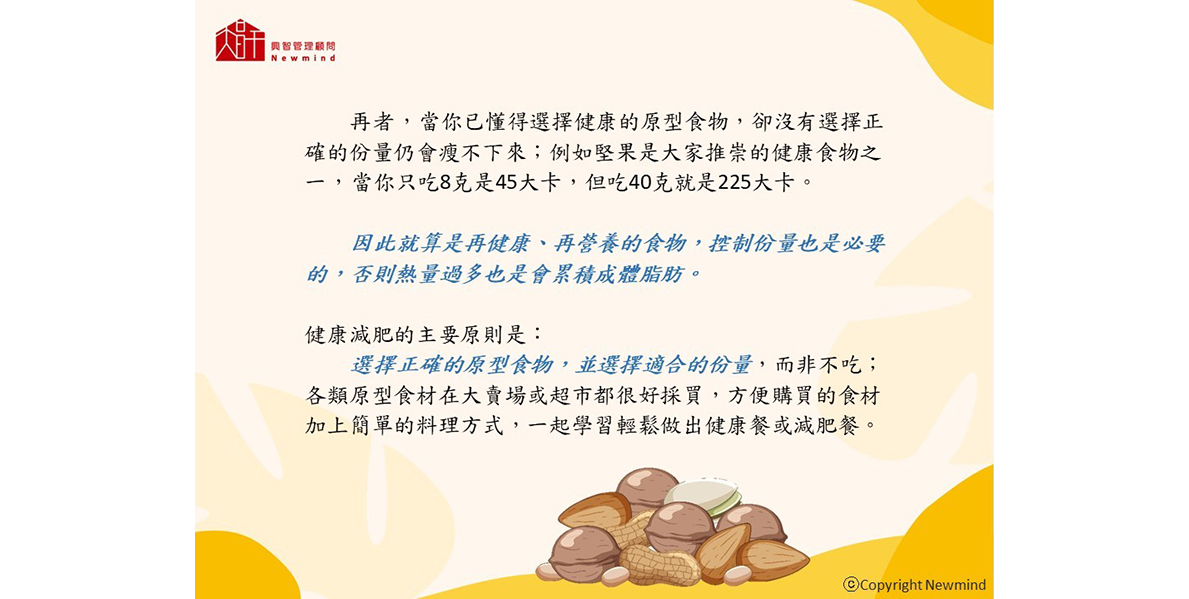 興智管理顧問
Newmind
再者，當你已懂得選擇健康的原型食物，卻沒有選擇正
確的份量仍會瘦不下來；例如堅果是大家推崇的健康食物之
一，當你只吃8克是45大卡，但吃40克就是225大卡。
因此就算是再健康、再營養的食物，控制份量也是必要
的，否則熱量過多也是會累積成體脂肪。
健康減肥的主要原則是：
選擇正確的原型食物，並選擇適合的份量，而非不吃；
各類原型食材在大賣場或超市都很好採買，方便購買的食材
加上簡單的料理方式，一起學習輕鬆做出健康餐或減肥餐。
ⓒCopyright Newmind